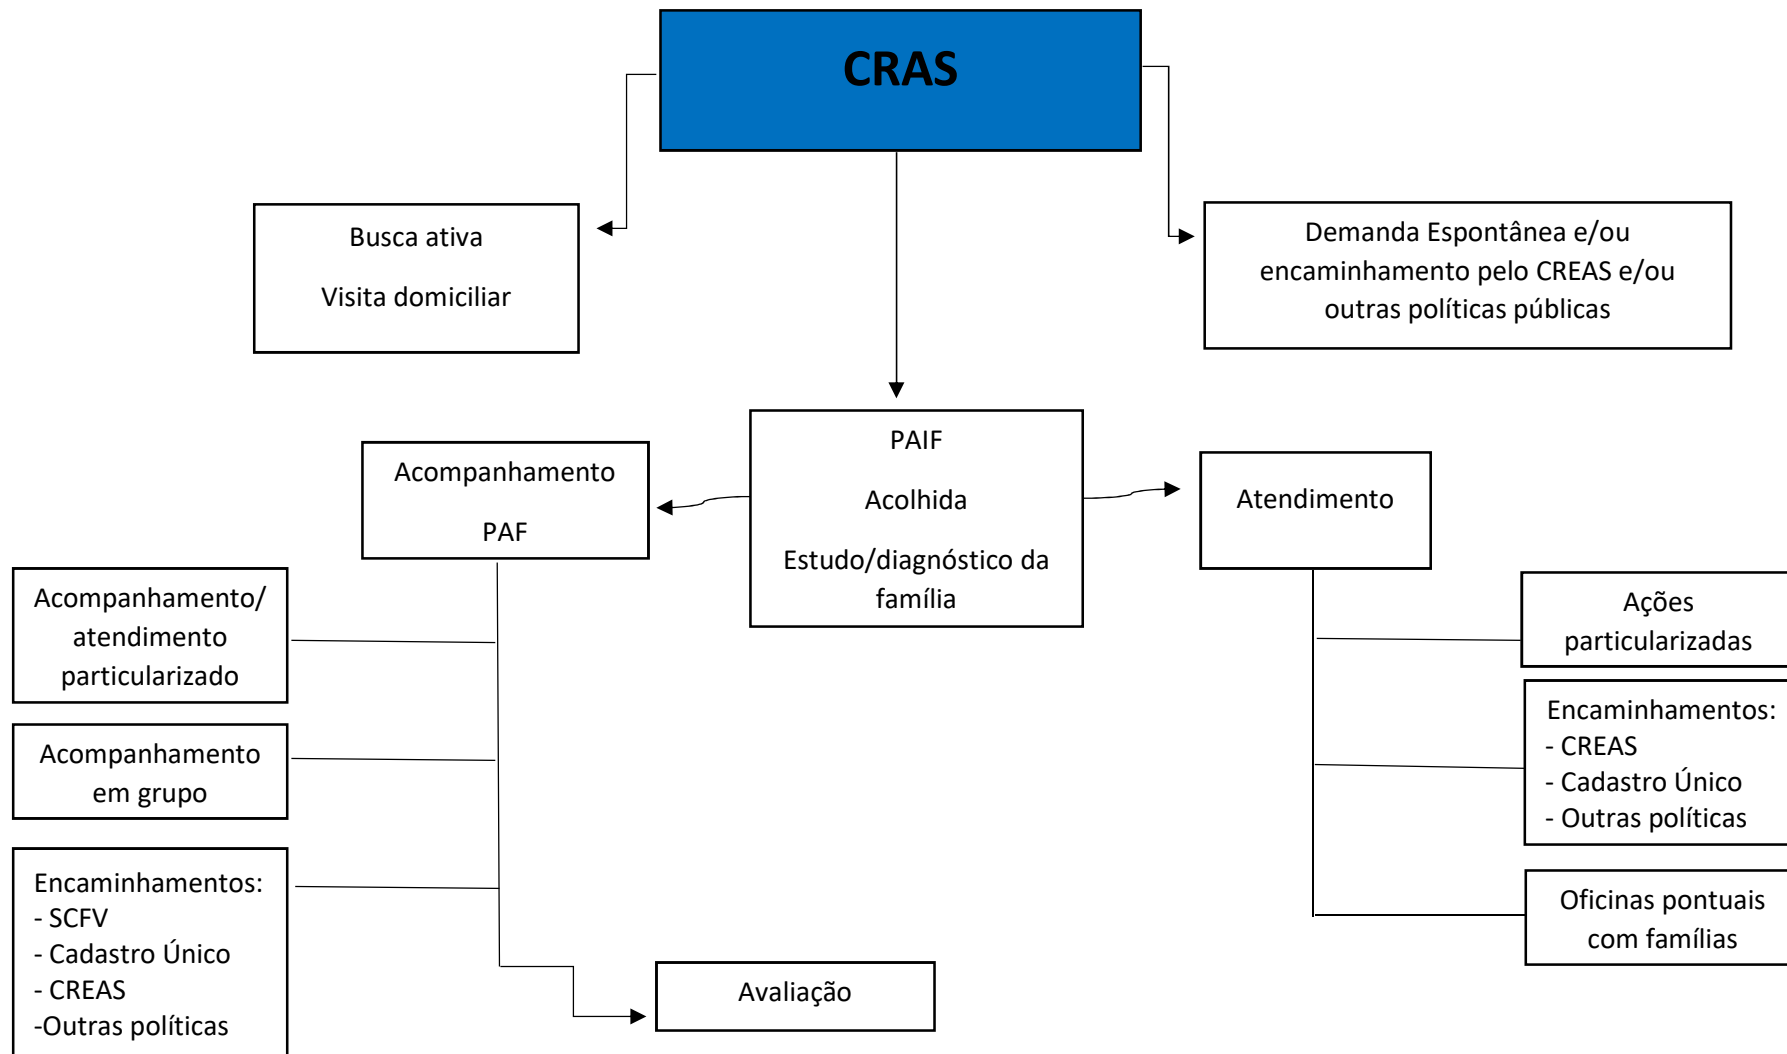 CRAS
Busca ativa
Visita domiciliar
Demanda Espontânea e/ou
encaminhamento pelo CREAS e/ou
outras políticas públicas
Acompanhamento
PAF
PAIF
Acolhida
Estudo/diagnóstico da
família
Atendimento
Acompanhamento/
atendimento
particularizado
Acompanhamento
em grupo
Encaminhamentos:
- SCFV
- Cadastro Único
- CREAS
-Outras políticas
Avaliação
Ações
particularizadas
Encaminhamentos:
- CREAS
- Cadastro Único
- Outras políticas
Oficinas pontuais
com famílias